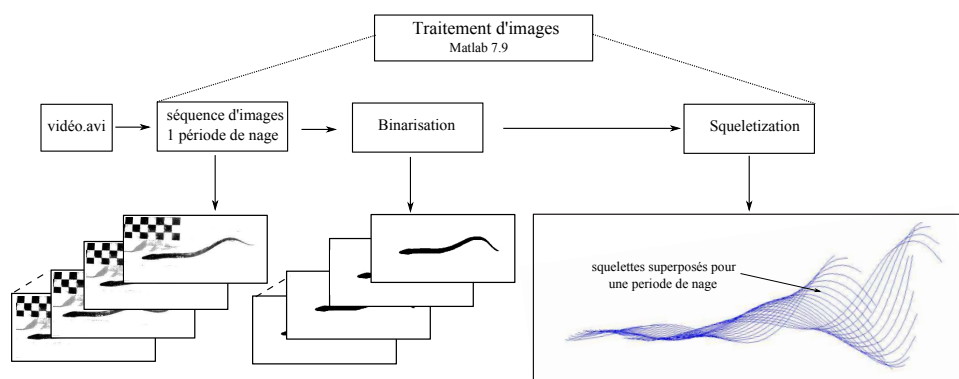 Traitement d'images
Matlab 7.9
vidéo.avi
séquence d'images
1 période de nage
Binarisation
Squeletization
squelettes superposés pour
une periode de nage